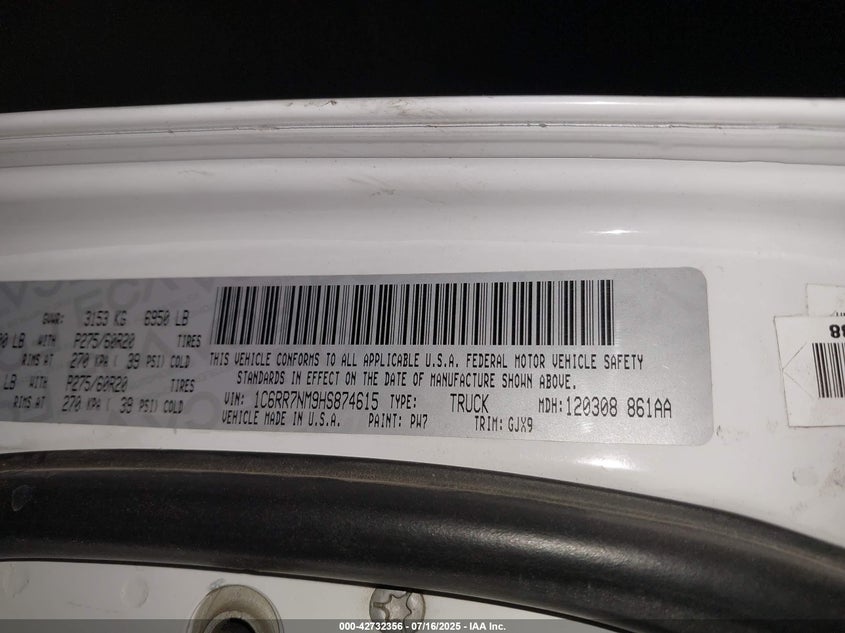 GVWR: 3153 KG 6950 LB
LB WITH P275/60R20 TIRES
RIMS AT 270 KPA ( 39 PSI) COLD
LB WITH P275/60R20 TIRES
RIMS AT 270 KPA ( 39 PSI) COLD
THIS VEHICLE CONFORMS TO ALL APPLICABLE U.S.A. FEDERAL MOTOR VEHICLE SAFETY
STANDARDS IN EFFECT ON THE DATE OF MANUFACTURE SHOWN ABOVE.
VIN: 1C6RR7NM9HS874615 TYPE: TRUCK MDH: 120308 861AA
VEHICLE MADE IN U.S.A. PAINT: PW7 TRIM: GJX9
000-42732356 - 07/16/2025 - IAA Inc.